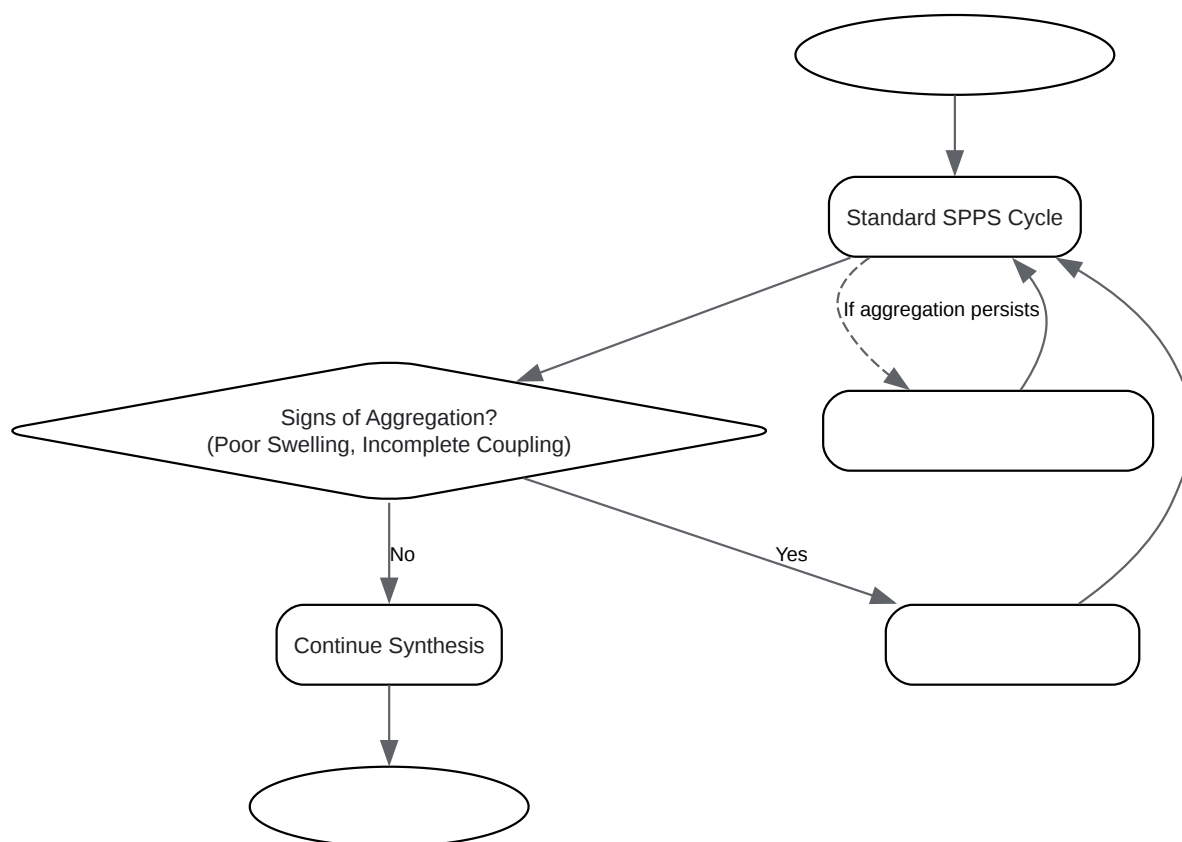 Standard SPPS Cycle
If aggregation persists
Signs of Aggregation?
(Poor Swelling, Incomplete Coupling)
No
Yes
Continue Synthesis